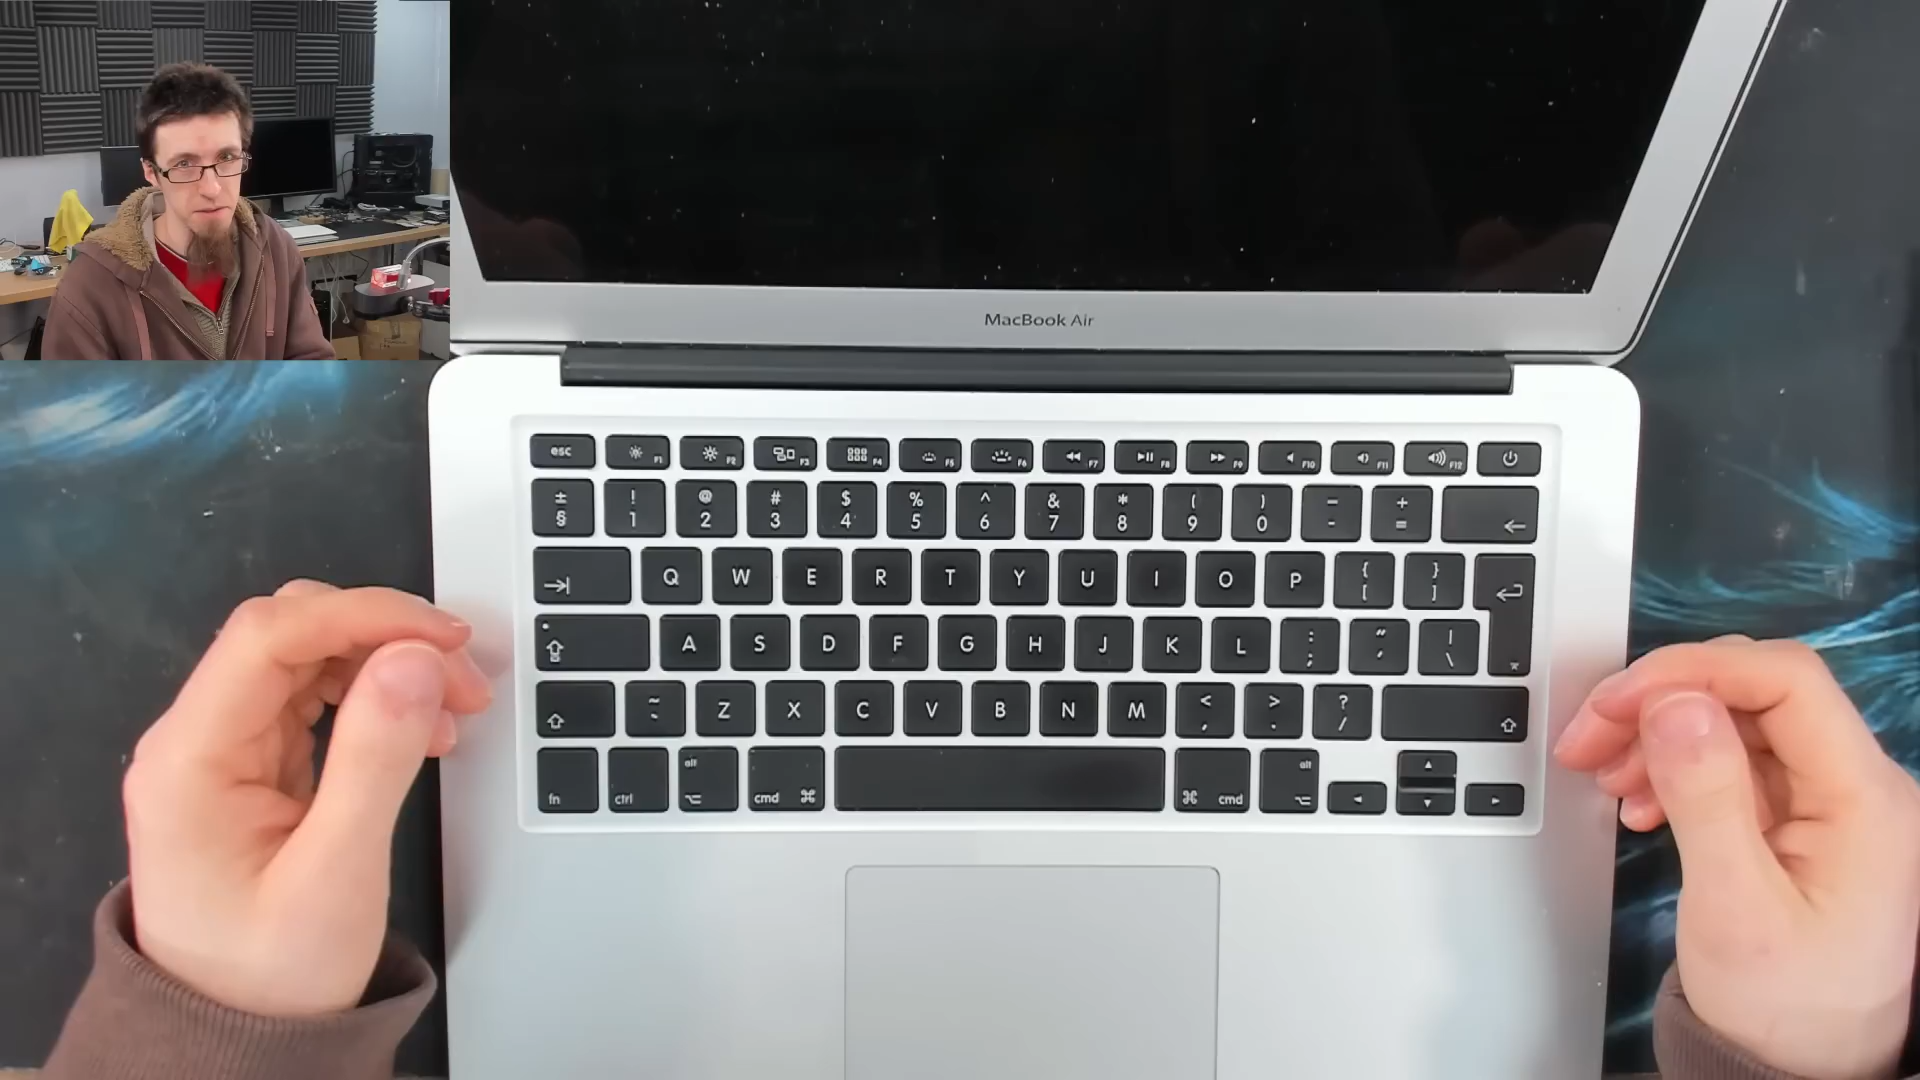 MacBook Air
esc F1 F2 F3 F4 F5 F6 F7 F8 F9 F10 F11 F12
± ! @ # $ % ^ & * ( ) – +
§ 1 2 3 4 5 6 7 8 9 0 - =
Q W E R T Y U I O P { }
[ ]
A S D F G H J K L : " |
; ' \
~ Z X C V B N M < > ?
` , . /
alt alt
fn ctrl cmd ⌘ ⌘ cmd